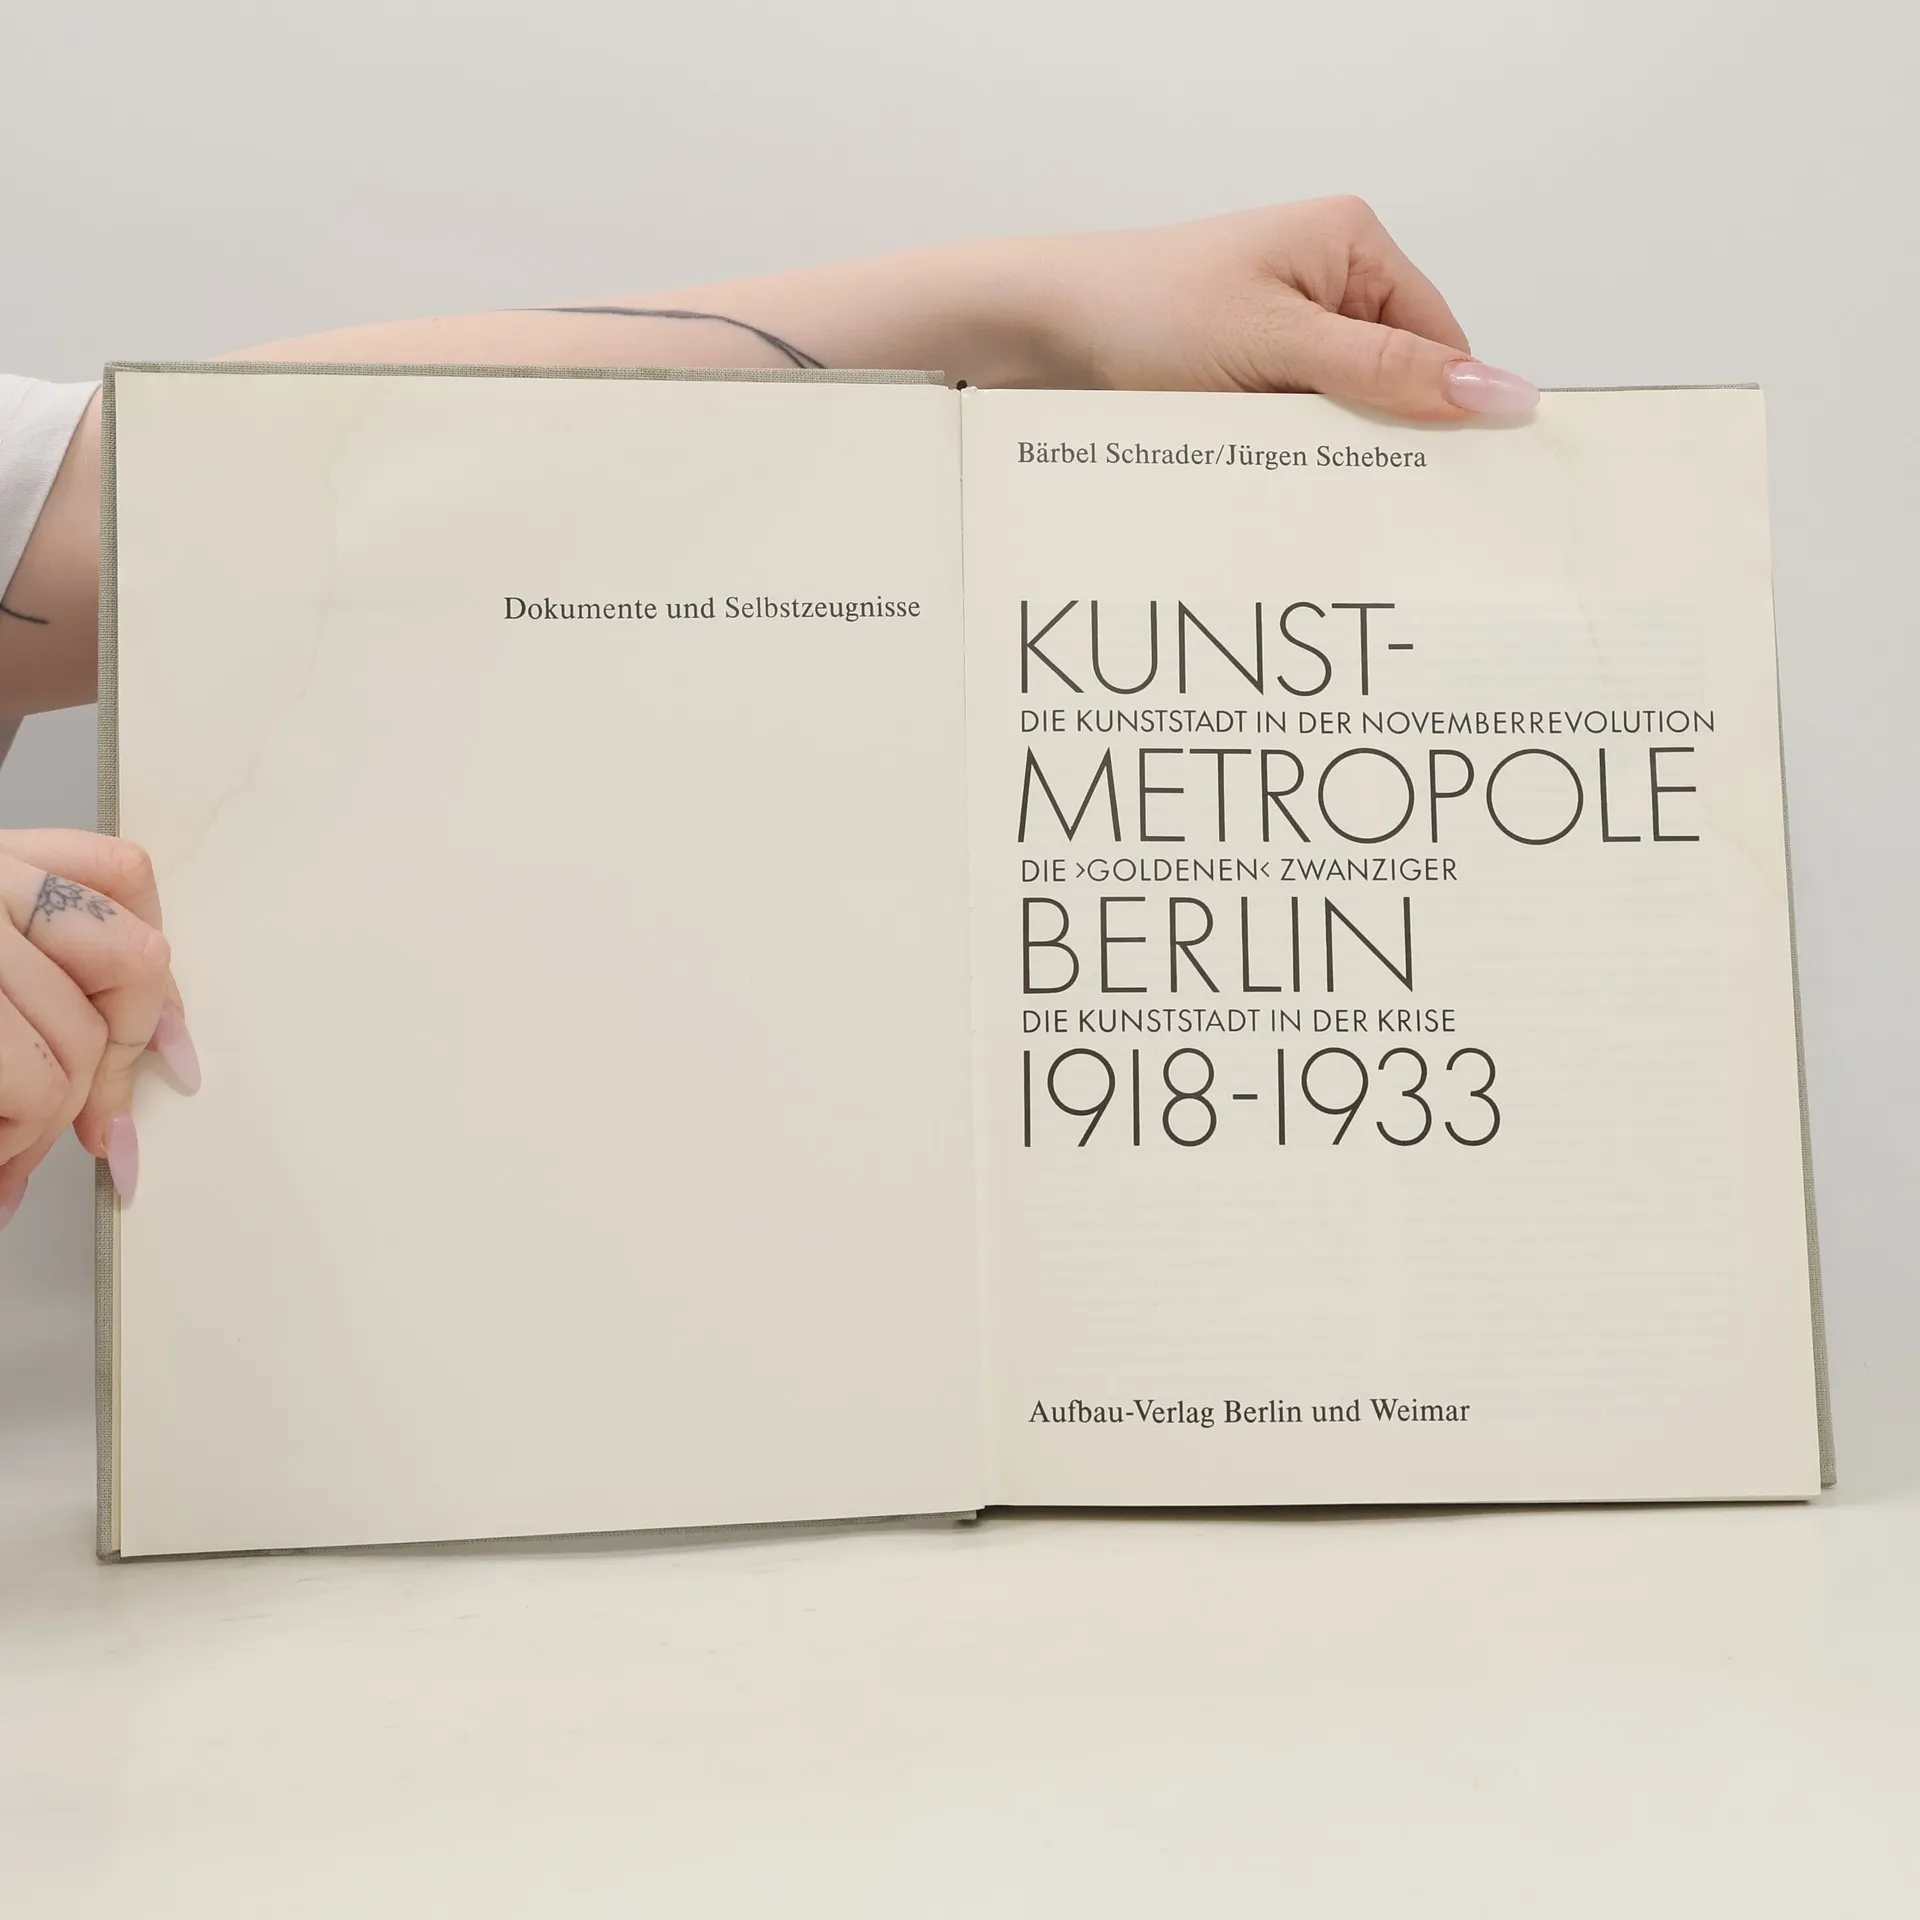 Dokumente und Selbstzeugnisse
Bärbel Schrader/Jürgen Schebera
KUNST-
DIE KUNSTSTADT IN DER NOVEMBERREVOLUTION
METROPOLE
DIE ›GOLDENEN‹ ZWANZIGER
BERLIN
DIE KUNSTSTADT IN DER KRISE
1918-1933
Aufbau-Verlag Berlin und Weimar